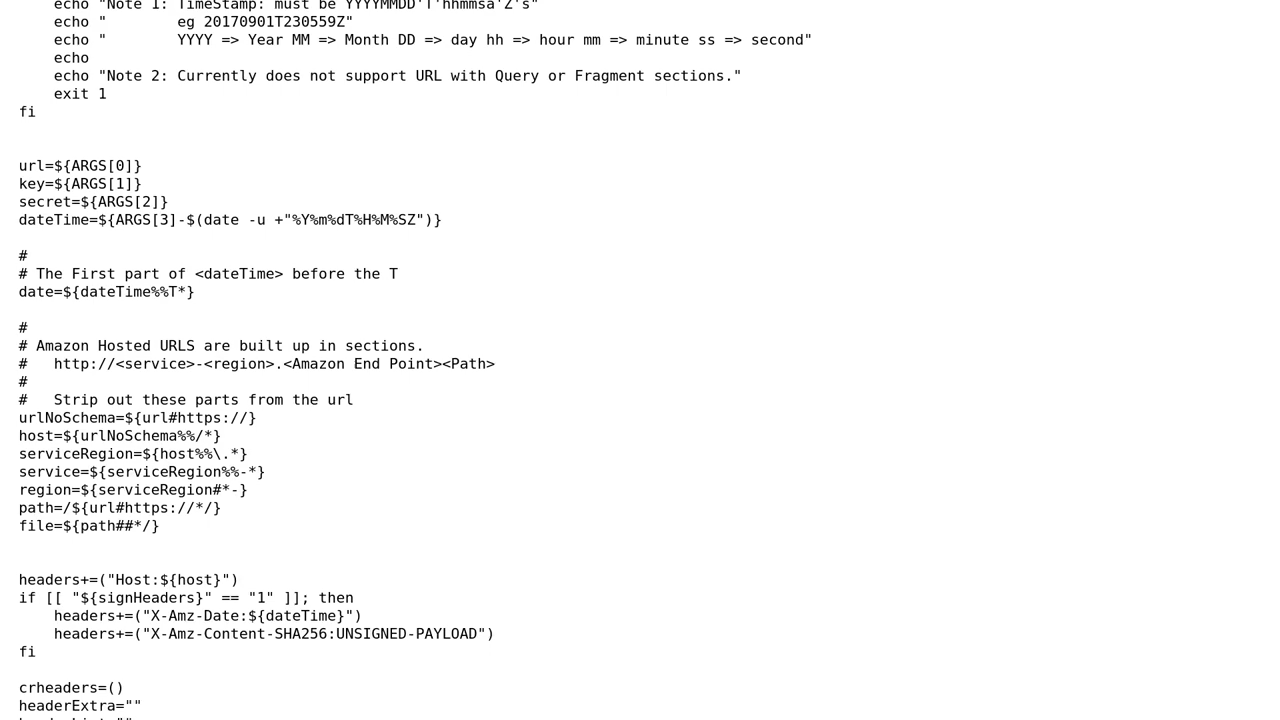 echo "Note 1: TimeStamp: must be YYYYMMDD'T'hhmmsa'Z's"
echo "        eg 20170901T230559Z"
echo "        YYYY => Year MM => Month DD => day hh => hour mm => minute ss => second"
echo
echo "Note 2: Currently does not support URL with Query or Fragment sections."
exit 1
fi
url=${ARGS[0]}
key=${ARGS[1]}
secret=${ARGS[2]}
dateTime=${ARGS[3]-$(date -u +"%Y%m%dT%H%M%SZ")}
#
# The First part of <dateTime> before the T
date=${dateTime%%T*}
#
# Amazon Hosted URLS are built up in sections.
#   http://<service>-<region>.<Amazon End Point><Path>
#
#   Strip out these parts from the url
urlNoSchema=${url#https://}
host=${urlNoSchema%%/*}
serviceRegion=${host%%\.*}
service=${serviceRegion%%-*}
region=${serviceRegion#*-}
path=/${url#https://*/}
file=${path##*/}
headers+=("Host:${host}")
if [[ "${signHeaders}" == "1" ]]; then
    headers+=("X-Amz-Date:${dateTime}")
    headers+=("X-Amz-Content-SHA256:UNSIGNED-PAYLOAD")
fi
crheaders=()
headerExtra=""